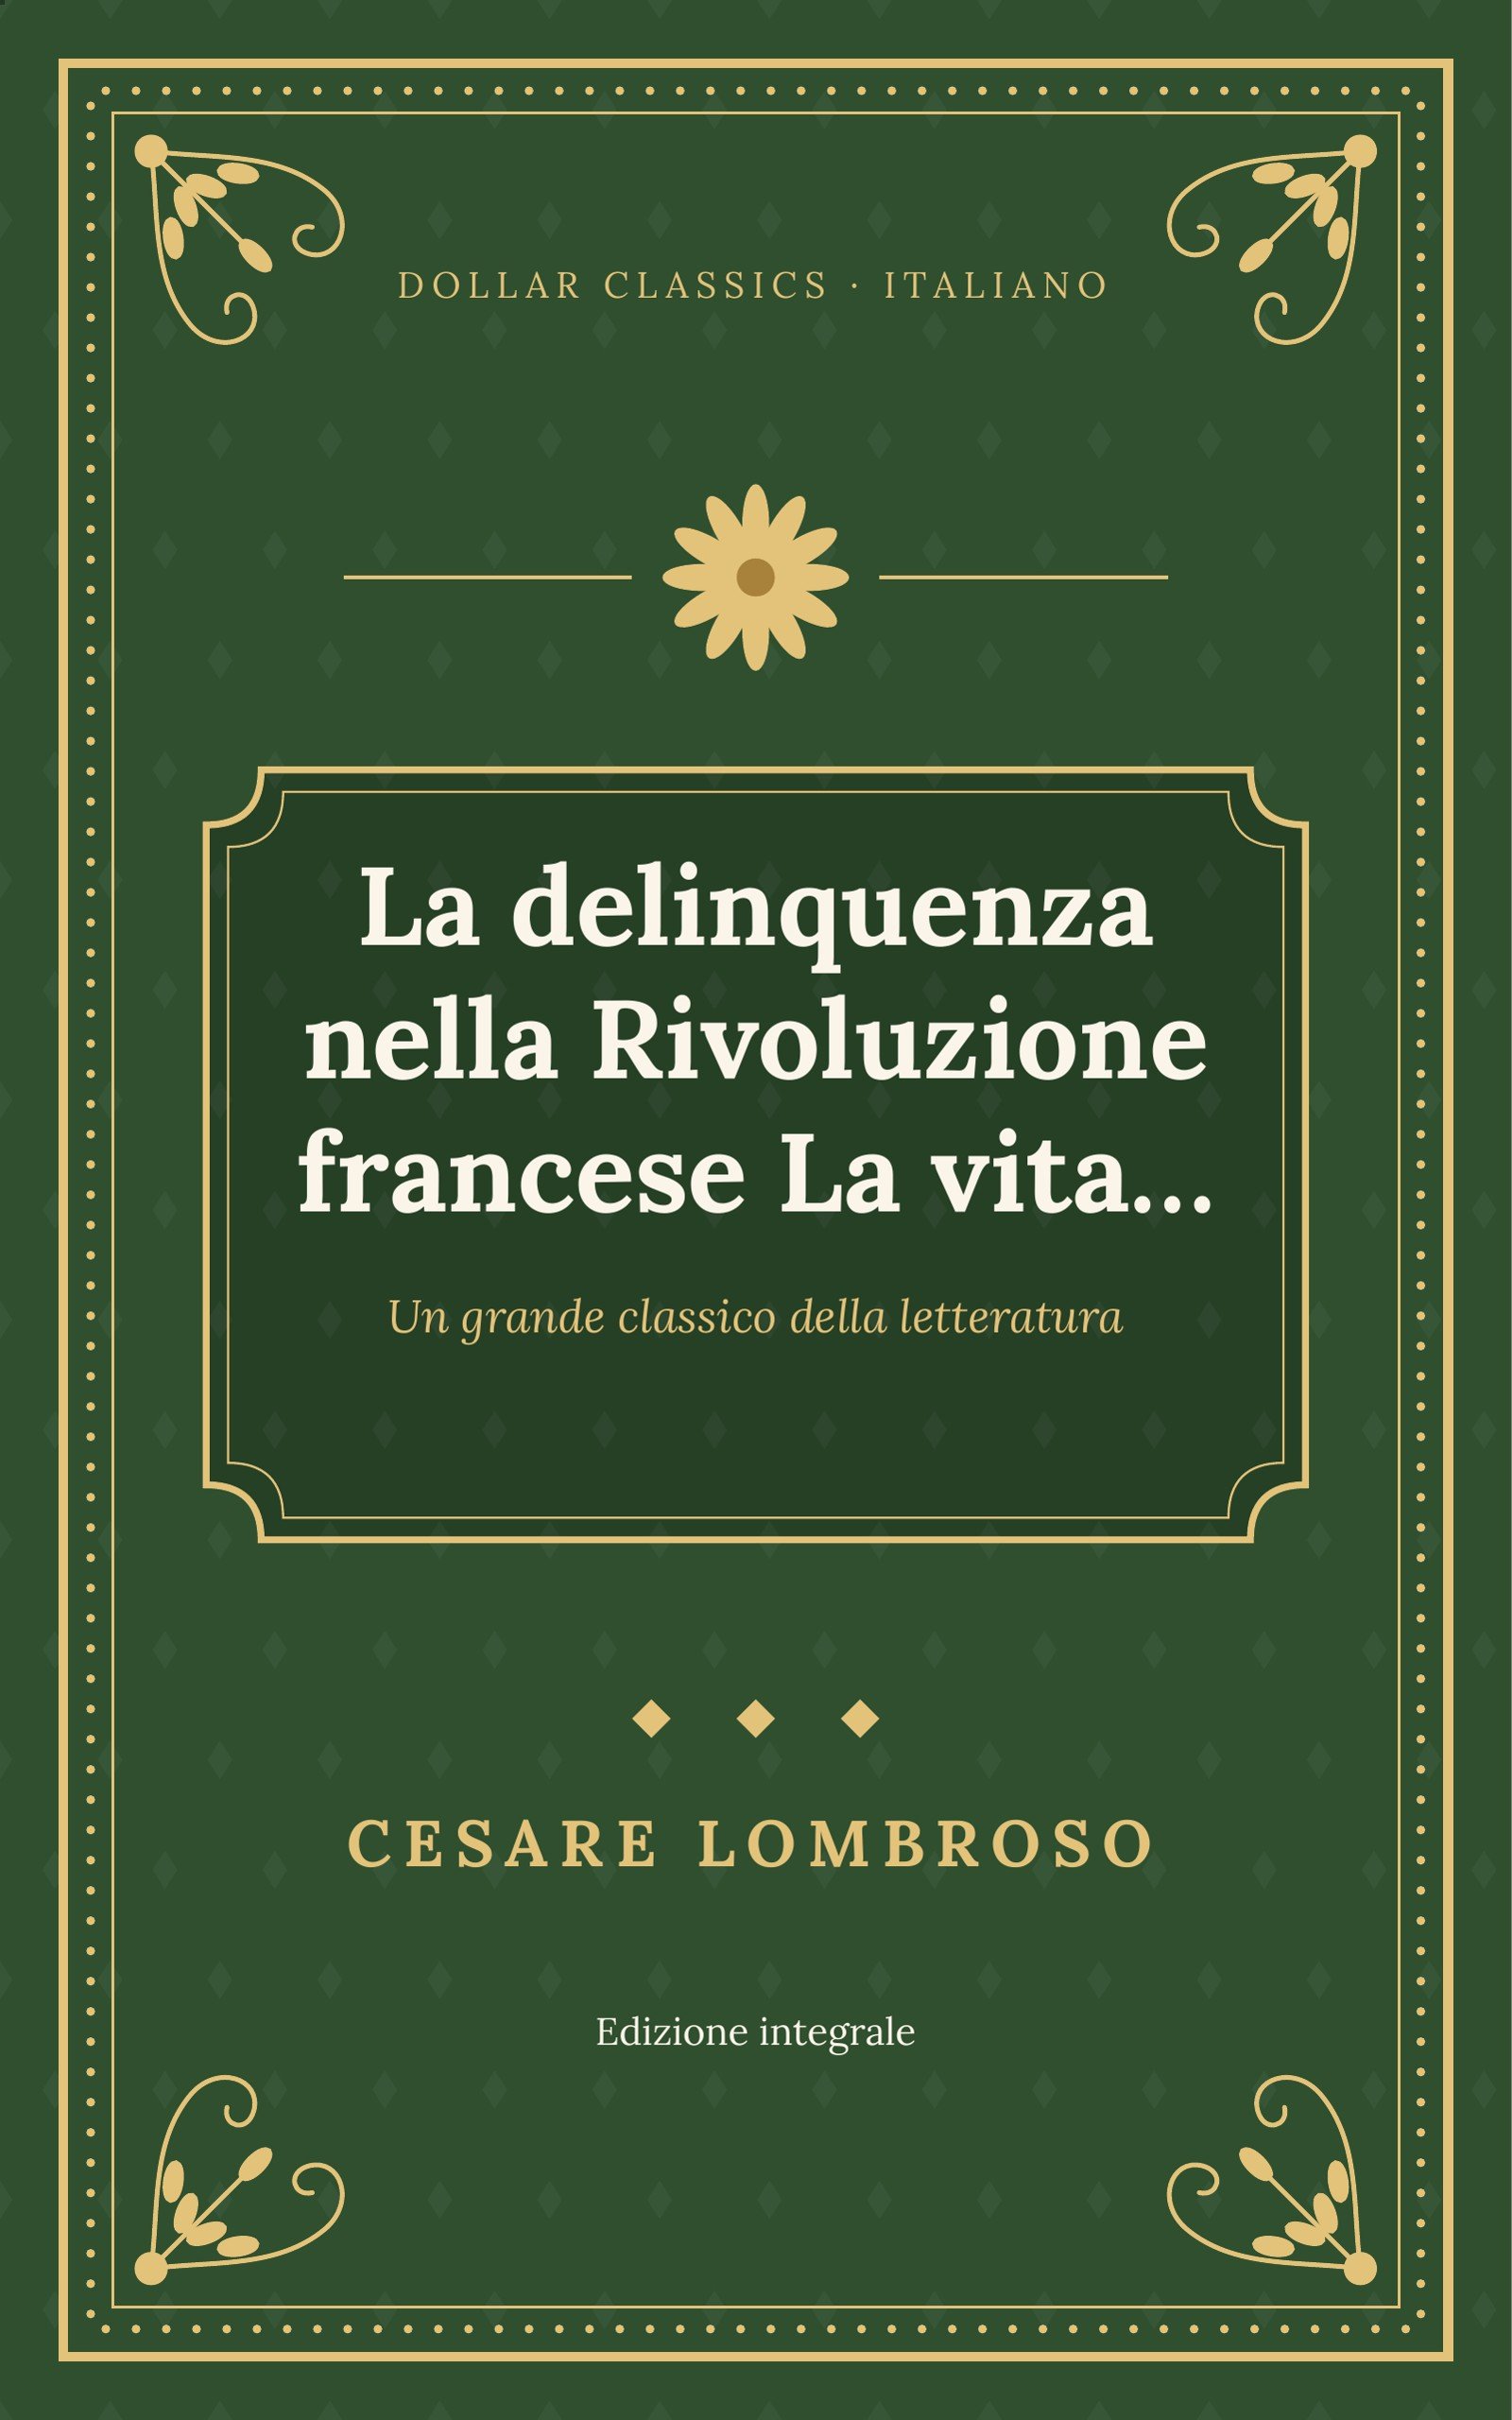 DOLLAR CLASSICS · ITALIANO
La delinquenza
nella Rivoluzione
francese La vita...
Un grande classico della letteratura
CESARE LOMBROSO
Edizione integrale